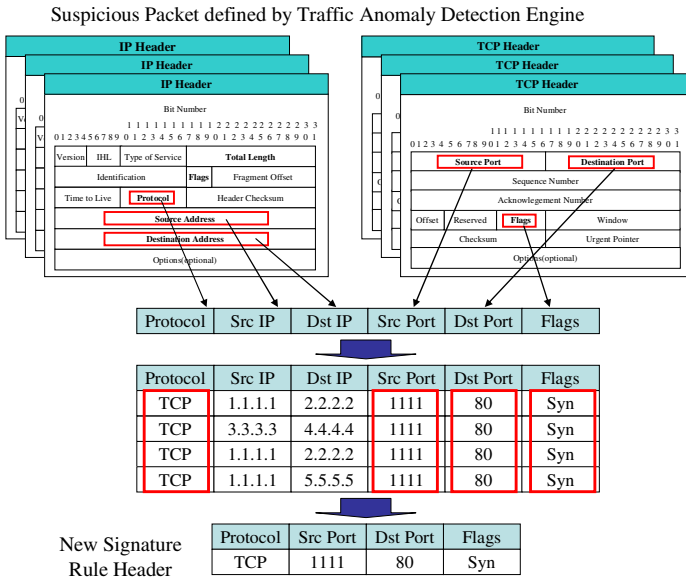 Suspicious Packet defined by Traffic Anomaly Detection Engine
IP Header
IP Header
IP Header
Bit Number
1 1 1 1 1 1 1 1 1 1 2 2 2 2 2 2 2 2 2 2 3 3
0 1 2 3 4 5 6 7 8 9 0 1 2 3 4 5 6 7 8 9 0 1 2 3 4 5 6 7 8 9 0 1
Version IHL Type of Service Total Length
Identification Flags Fragment Offset
Time to Live Protocol Header Checksum
Source Address
Destination Address
Options(optional)
TCP Header
TCP Header
TCP Header
Bit Number
1 1 1 1 1 1 1 1 1 1 2 2 2 2 2 2 2 2 2 2 3 3
0 1 2 3 4 5 6 7 8 9 0 1 2 3 4 5 6 7 8 9 0 1 2 3 4 5 6 7 8 9 0 1
Source Port Destination Port
Sequence Number
Acknowlegement Number
Offset Reserved Flags Window
Checksum Urgent Pointer
Options(optional)
Protocol Src IP Dst IP Src Port Dst Port Flags
Protocol Src IP Dst IP Src Port Dst Port Flags
TCP 1.1.1.1 2.2.2.2 1111 80 Syn
TCP 3.3.3.3 4.4.4.4 1111 80 Syn
TCP 1.1.1.1 2.2.2.2 1111 80 Syn
TCP 1.1.1.1 5.5.5.5 1111 80 Syn
New Signature
Rule Header
Protocol Src Port Dst Port Flags
TCP 1111 80 Syn